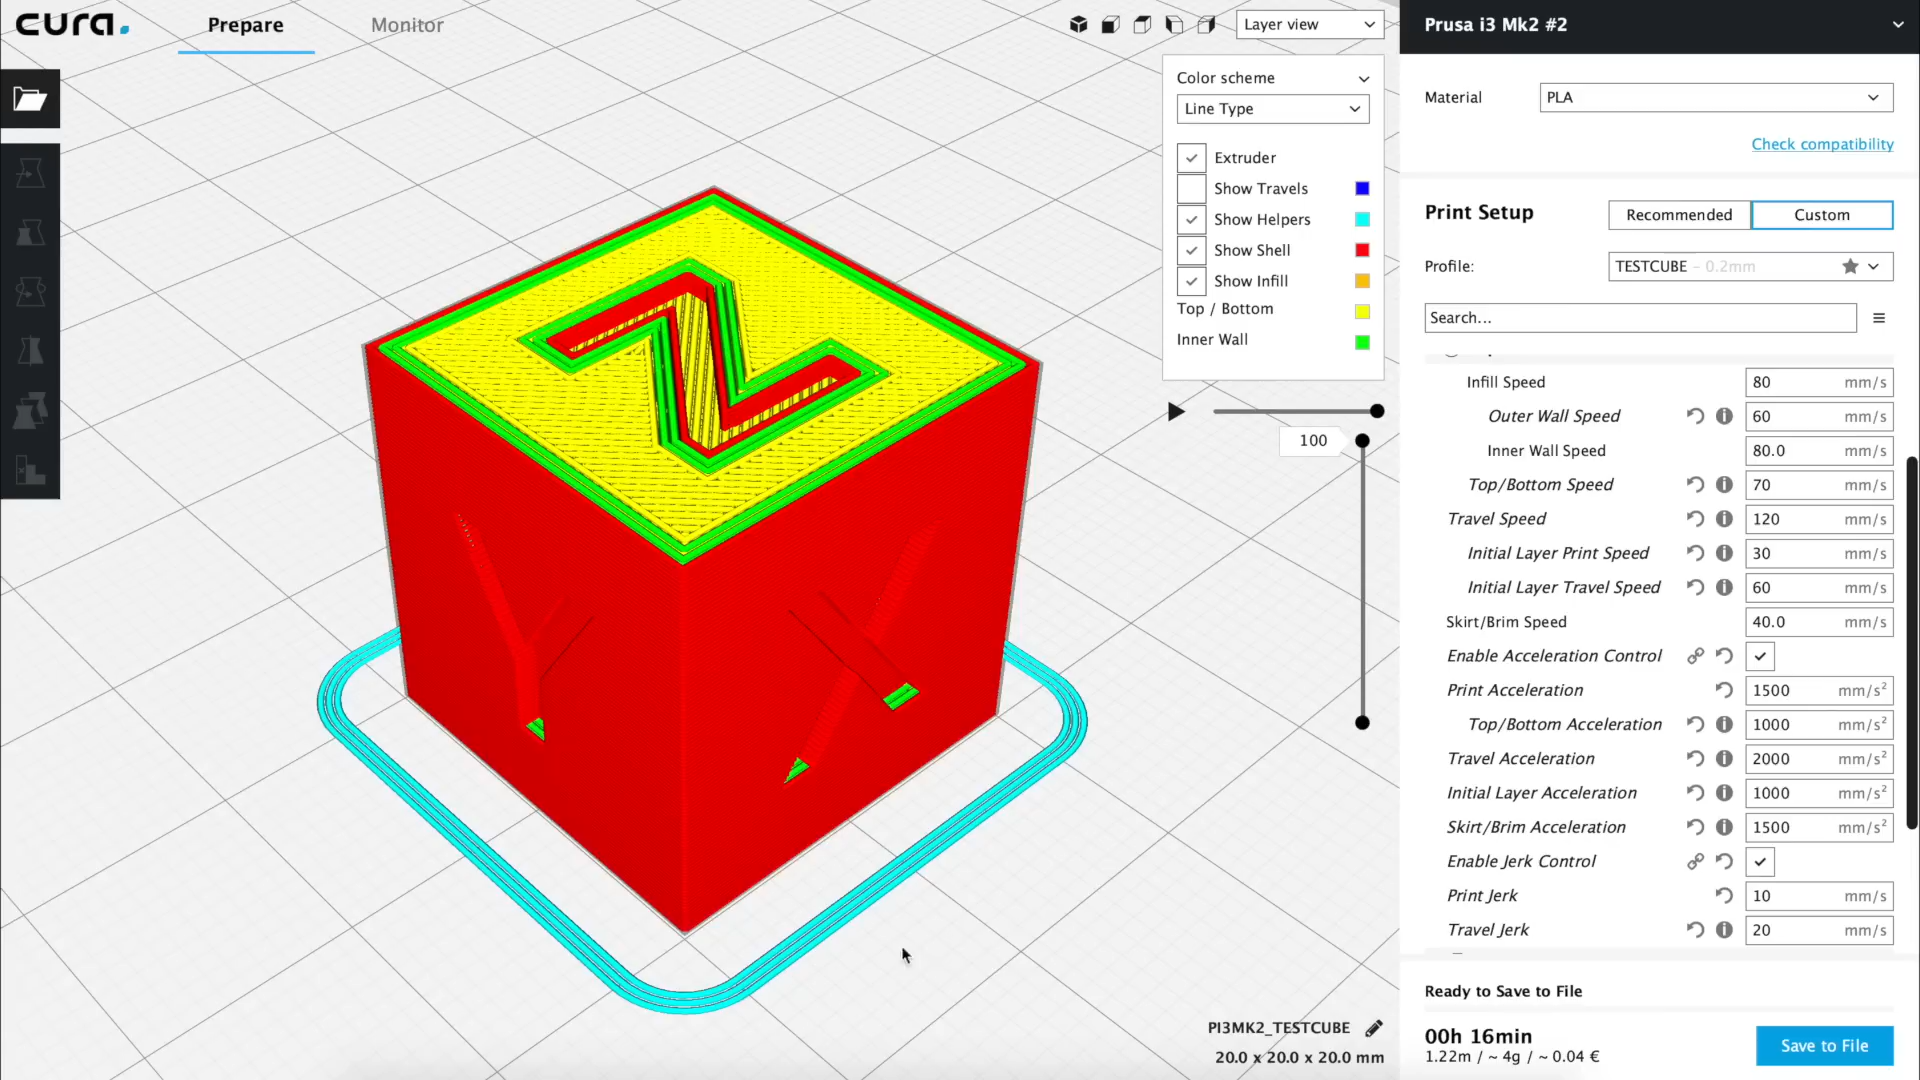 cura.
Prepare
Monitor
Layer view
Color scheme
Line Type
Extruder
Show Travels
Show Helpers
Show Shell
Show Infill
Top / Bottom
Inner Wall
100
Z
Y
X
PI3MK2_TESTCUBE
20.0 x 20.0 x 20.0 mm
Prusa i3 Mk2 #2
Material PLA
Check compatibility
Print Setup Recommended Custom
Profile: TESTCUBE - 0.2mm
Search...
Infill Speed 80 mm/s
Outer Wall Speed 60 mm/s
Inner Wall Speed 80.0 mm/s
Top/Bottom Speed 70 mm/s
Travel Speed 120 mm/s
Initial Layer Print Speed 30 mm/s
Initial Layer Travel Speed 60 mm/s
Skirt/Brim Speed 40.0 mm/s
Enable Acceleration Control
Print Acceleration 1500 mm/s²
Top/Bottom Acceleration 1000 mm/s²
Travel Acceleration 2000 mm/s²
Initial Layer Acceleration 1000 mm/s²
Skirt/Brim Acceleration 1500 mm/s²
Enable Jerk Control
Print Jerk 10 mm/s
Travel Jerk 20 mm/s
Ready to Save to File
00h 16min
1.22m / ~ 4g / ~ 0.04 €
Save to File